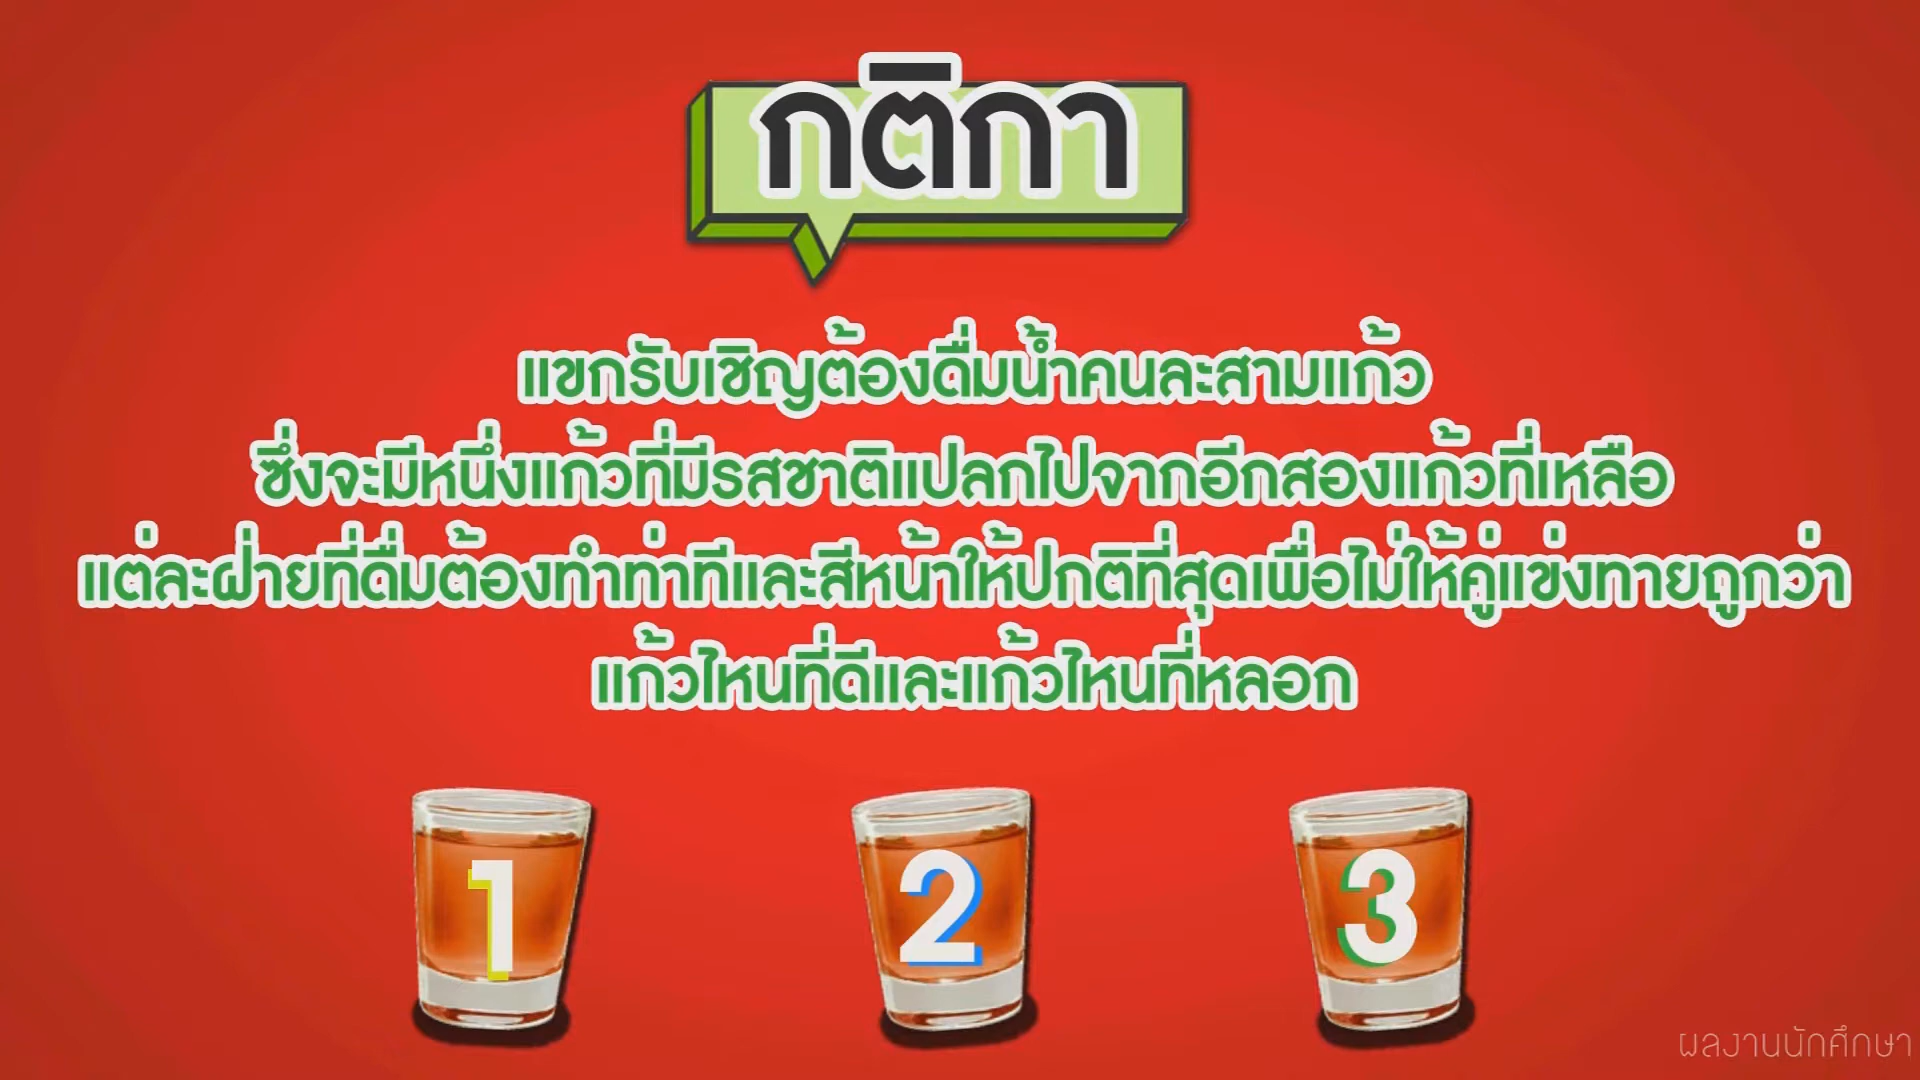 กติกา
แขกรับเชิญต้องดื่มน้ำคนละสามแก้ว
ซึ่งจะมีหนึ่งแก้วที่มีรสชาติแปลกไปจากอีกสองแก้วที่เหลือ
แต่ละฝ่ายที่ดื่มต้องทำท่าทีและสีหน้าให้ปกติที่สุดเพื่อไม่ให้คู่แข่งทายถูกว่า
แก้วไหนที่ดีและแก้วไหนที่หลอก
1 2 3
ผลงานนักศึกษา